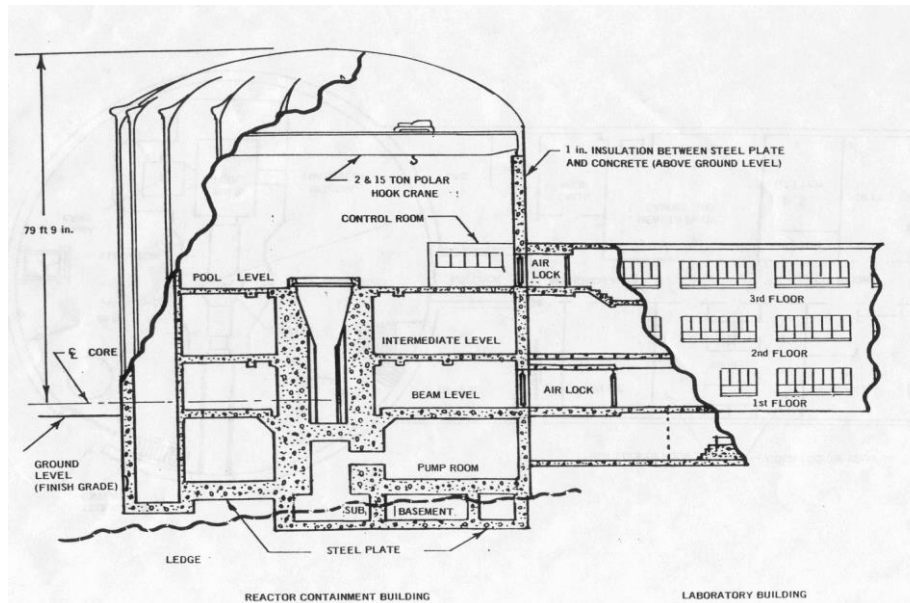 1 in. INSULATION BETWEEN STEEL PLATE
AND CONCRETE (ABOVE GROUND LEVEL)
2 & 15 TON POLAR
HOOK CRANE
79 ft 9 in.
CONTROL ROOM
AIR
LOCK
POOL LEVEL
3rd FLOOR
INTERMEDIATE LEVEL
2nd FLOOR
℄ CORE
BEAM LEVEL
AIR LOCK
1st FLOOR
GROUND
LEVEL
(FINISH GRADE)
PUMP ROOM
SUB. BASEMENT.
STEEL PLATE
LEDGE
REACTOR CONTAINMENT BUILDING
LABORATORY BUILDING